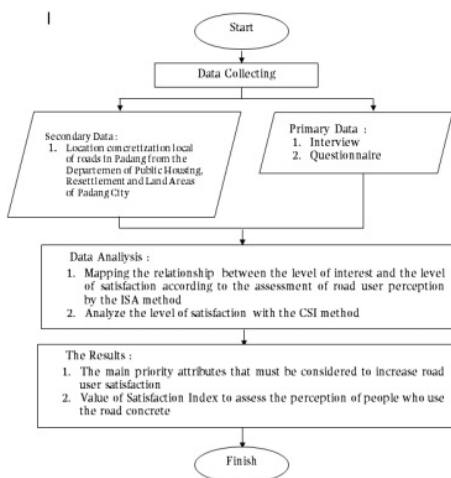 I
Start
Data Collecting
Secondary Data :
1. Location concretization local
of roads in Padang from the
Departemen of Public Housing,
Resettlement and Land Areas
of Padang City
Primary Data :
1. Interview
2. Questionnaire
Data Analysis :
1. Mapping the relationship between the level of interest and the level
of satisfaction according to the assessment of road user perception
by the ISA method
2. Analyze the level of satisfaction with the CSI method
The Results :
1. The main priority attributes that must be considered to increase road
user satisfaction
2. Value of Satisfaction Index to assess the perception of people who use
the road concrete
Finish